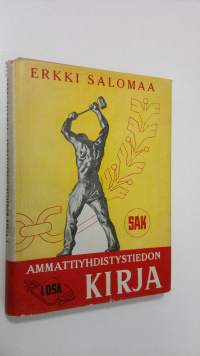 ERKKI SALOMAA
SAK
AMMATTIYHDISTYSTIEDON
I OSA
KIRJA